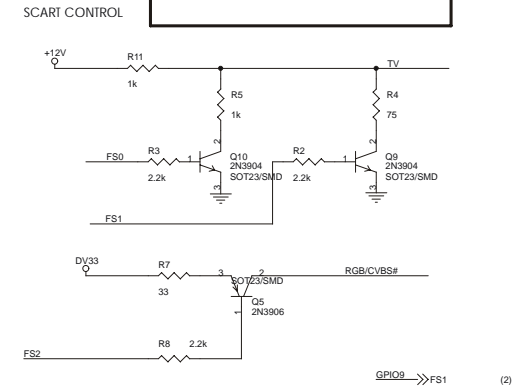 SCART CONTROL
+12V
R11
1k
TV
R5
1k
R4
75
2
2
FS0
R3
2.2k
1
Q10
2N3904
SOT23/SMD
3
R2
2.2k
1
Q9
2N3904
SOT23/SMD
3
FS1
DV33
R7
33
3
SOT23/SMD
2
RGB/CVBS#
Q5
2N3906
1
R8
2.2k
FS2
GPIO9
FS1
(2)